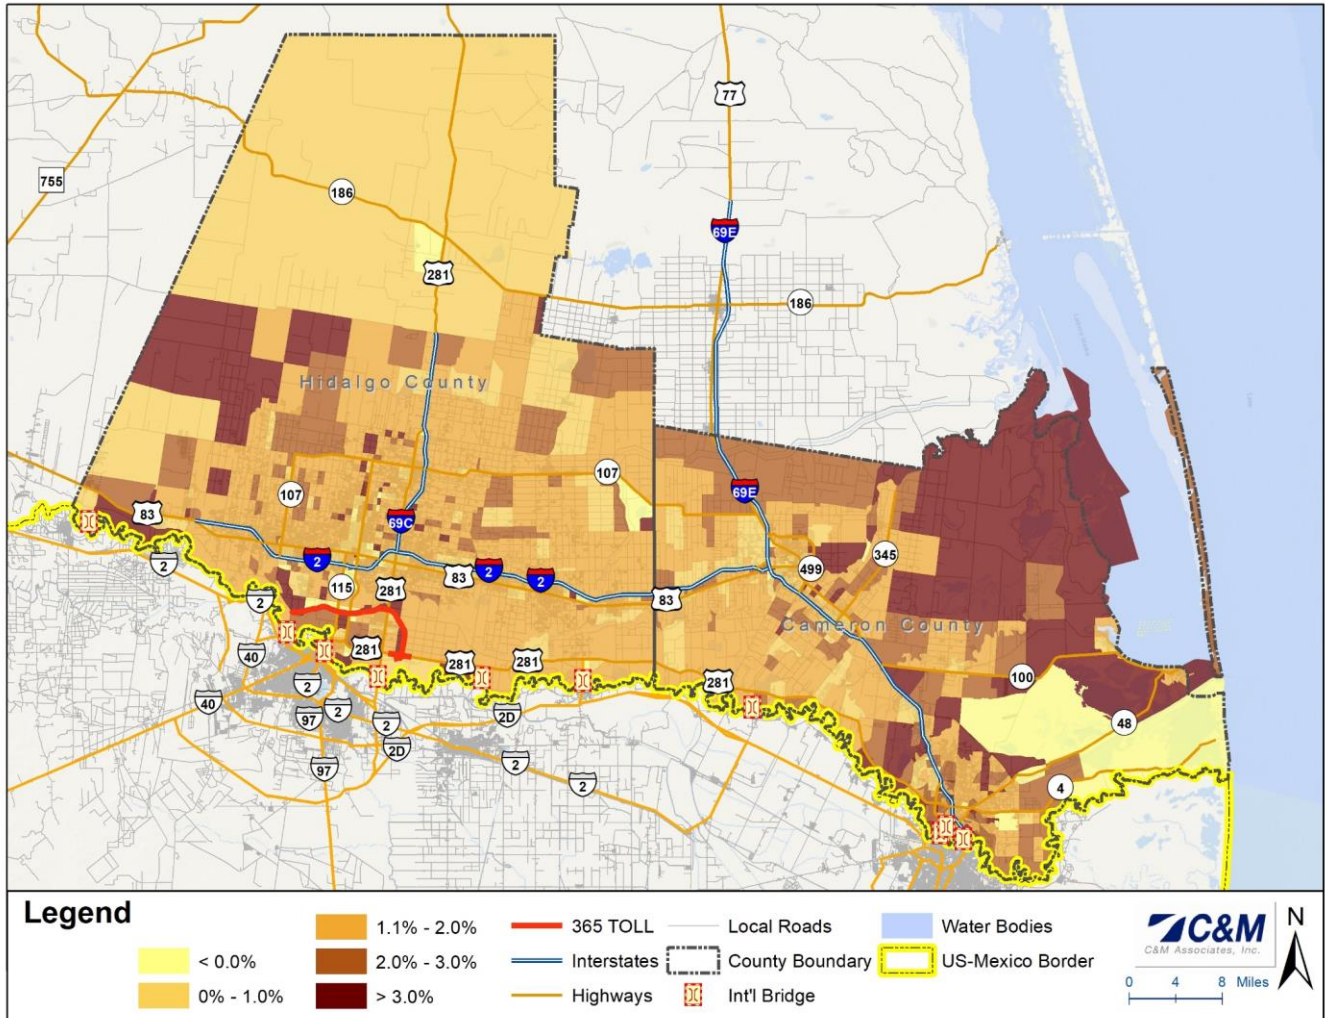 77
755
186
69E
281
186
Hidalgo County
107
107
69E
83
69C
345
2
2
83
2
499
2
115
281
83
2
Cameron County
281
40
281
281
100
2
281
40
2D
48
97
2
2
2D
97
2
2
4
Legend
< 0.0%
0% - 1.0%
1.1% - 2.0%
2.0% - 3.0%
> 3.0%
365 TOLL
Interstates
Highways
Local Roads
County Boundary
Int'l Bridge
Water Bodies
US-Mexico Border
C&M
C&M Associates, Inc.
N
0 4 8 Miles